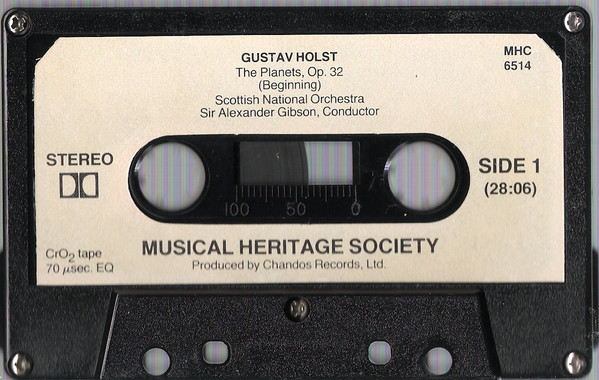 GUSTAV HOLST
The Planets, Op. 32
(Beginning)
Scottish National Orchestra
Sir Alexander Gibson, Conductor
MHC
6514
STEREO
SIDE 1
(28:06)
100 50 0
MUSICAL HERITAGE SOCIETY
Produced by Chandos Records, Ltd.
CrO2 tape
70 μsec. EQ